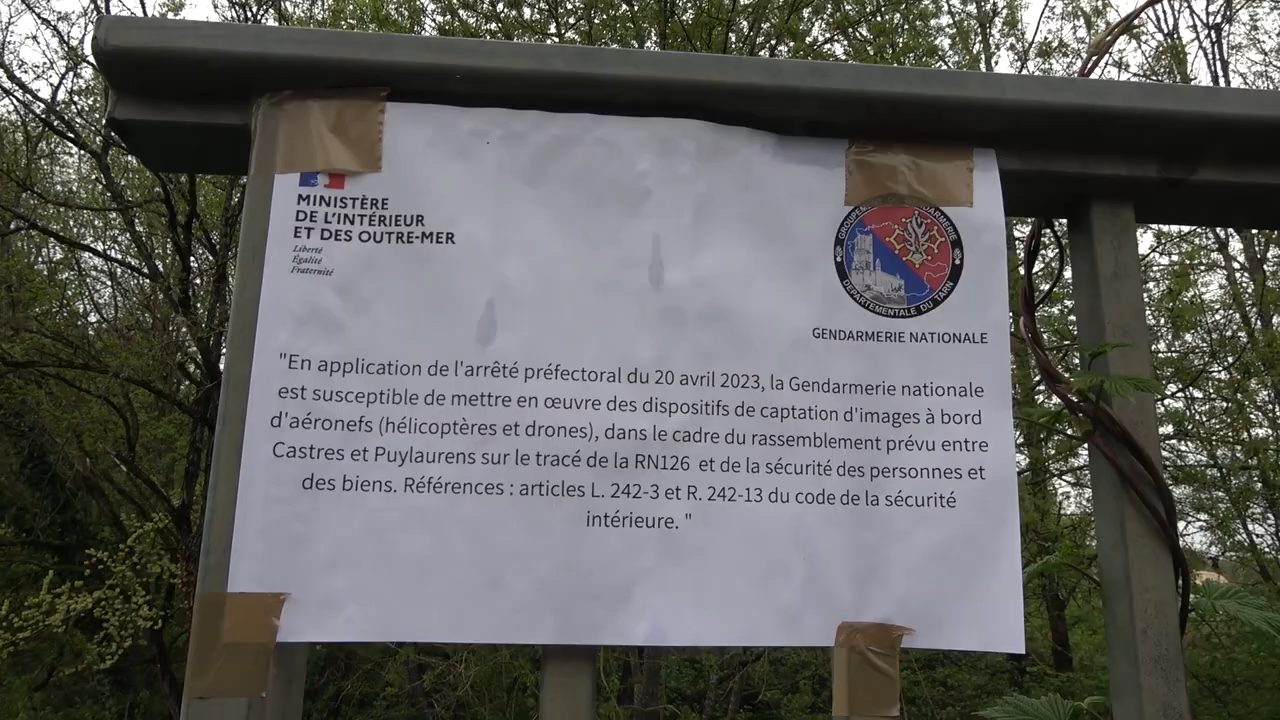 MINISTÈRE
DE L'INTÉRIEUR
ET DES OUTRE-MER
Liberté
Égalité
Fraternité
DÉPARTEMENTALE DU TARN
GENDARMERIE NATIONALE
"En application de l'arrêté préfectoral du 20 avril 2023, la Gendarmerie nationale
est susceptible de mettre en œuvre des dispositifs de captation d'images à bord
d'aéronefs (hélicoptères et drones), dans le cadre du rassemblement prévu entre
Castres et Puylaurens sur le tracé de la RN126 et de la sécurité des personnes et
des biens. Références : articles L. 242-3 et R. 242-13 du code de la sécurité
intérieure. "